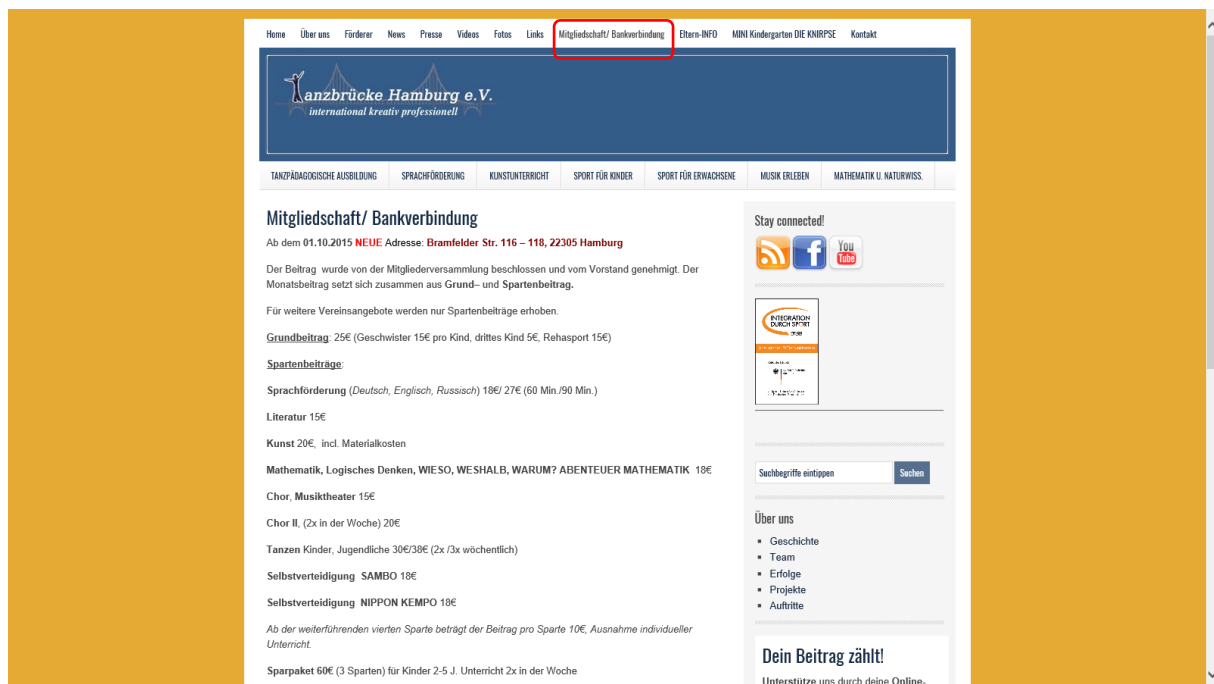 Home Über uns Förderer News Presse Videos Fotos Links Mitgliedschaft/ Bankverbindung Eltern-INFO MINI Kindergarten DIE KNIRPSE Kontakt
Tanzbrücke Hamburg e.V.
international kreativ professionell
TANZPÄDAGOGISCHE AUSBILDUNG SPRACHFÖRDERUNG KUNSTUNTERRICHT SPORT FÜR KINDER SPORT FÜR ERWACHSENE MUSIK ERLEBEN MATHEMATIK U. NATURWISS.
Mitgliedschaft/ Bankverbindung
Ab dem 01.10.2015 NEUE Adresse: Bramfelder Str. 116 – 118, 22305 Hamburg
Der Beitrag wurde von der Mitgliederversammlung beschlossen und vom Vorstand genehmigt. Der
Monatsbeitrag setzt sich zusammen aus Grund– und Spartenbeitrag.
Für weitere Vereinsangebote werden nur Spartenbeiträge erhoben.
Grundbeitrag: 25€ (Geschwister 15€ pro Kind, drittes Kind 5€, Rehasport 15€)
Spartenbeiträge:
Sprachförderung (Deutsch, Englisch, Russisch) 18€/ 27€ (60 Min./90 Min.)
Literatur 15€
Kunst 20€, incl. Materialkosten
Mathematik, Logisches Denken, WIESO, WESHALB, WARUM? ABENTEUER MATHEMATIK 18€
Chor, Musiktheater 15€
Chor II, (2x in der Woche) 20€
Tanzen Kinder, Jugendliche 30€/38€ (2x /3x wöchentlich)
Selbstverteidigung SAMBO 18€
Selbstverteidigung NIPPON KEMPO 18€
Ab der weiterführenden vierten Sparte beträgt der Beitrag pro Sparte 10€, Ausnahme individueller
Unterricht.
Sparpaket 60€ (3 Sparten) für Kinder 2-5 J. Unterricht 2x in der Woche
Stay connected!
You
Tube
INTEGRATION
DURCH SPORT
Suchbegriffe eintippen Suchen
Über uns
Geschichte
Team
Erfolge
Projekte
Auftritte
Dein Beitrag zählt!
Unterstütze uns durch deine Online-